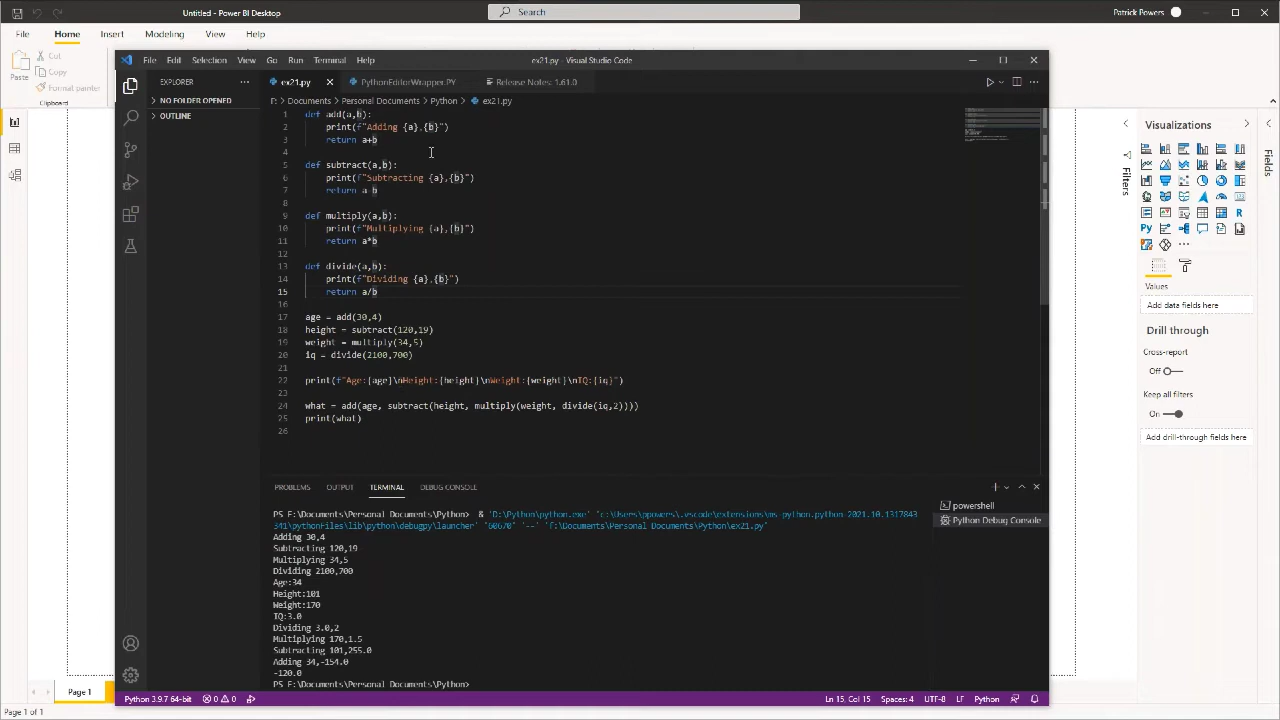 Untitled - Power BI Desktop
Search
Patrick Powers
File Home Insert Modeling View Help
Paste
Cut
Copy
Format painter
Clipboard
File Edit Selection View Go Run Terminal Help
ex21.py - Visual Studio Code
EXPLORER
ex21.py
PythonEditorWrapper.PY
Release Notes: 1.61.0
NO FOLDER OPENED
OUTLINE
F: > Documents > Personal Documents > Python > ex21.py
1 def add(a,b):
2 print(f"Adding {a},{b}")
3 return a+b
4
5 def subtract(a,b):
6 print(f"Subtracting {a},{b}")
7 return a-b
8
9 def multiply(a,b):
10 print(f"Multiplying {a},{b}")
11 return a*b
12
13 def divide(a,b):
14 print(f"Dividing {a},{b}")
15 return a/b
16
17 age = add(30,4)
18 height = subtract(120,19)
19 weight = multiply(34,5)
20 iq = divide(2100,700)
21
22 print(f"Age:{age}\nHeight:{height}\nWeight:{weight}\nIQ:{iq}")
23
24 what = add(age, subtract(height, multiply(weight, divide(iq,2))))
25 print(what)
26
PROBLEMS OUTPUT TERMINAL DEBUG CONSOLE
powershell
Python Debug Console
PS F:\Documents\Personal Documents\Python> & 'D:\Python\python.exe' 'c:\Users\ppowers\.vscode\extensions\ms-python.python-2021.10.1317843
341\pythonFiles\lib\python\debugpy\launcher' '60670' '--' 'f:\Documents\Personal Documents\Python\ex21.py'
Adding 30,4
Subtracting 120,19
Multiplying 34,5
Dividing 2100,700
Age:34
Height:101
Weight:170
IQ:3.0
Dividing 3.0,2
Multiplying 170,1.5
Subtracting 101,255.0
Adding 34,-154.0
-120.0
PS F:\Documents\Personal Documents\Python>
Python 3.9.7 64-bit 0 0 Ln 15, Col 15 Spaces: 4 UTF-8 LF Python
Filters
Visualizations
Fields
R
Py
Values
Add data fields here
Drill through
Cross-report
Off
Keep all filters
On
Add drill-through fields here
Page 1
Page 1 of 1